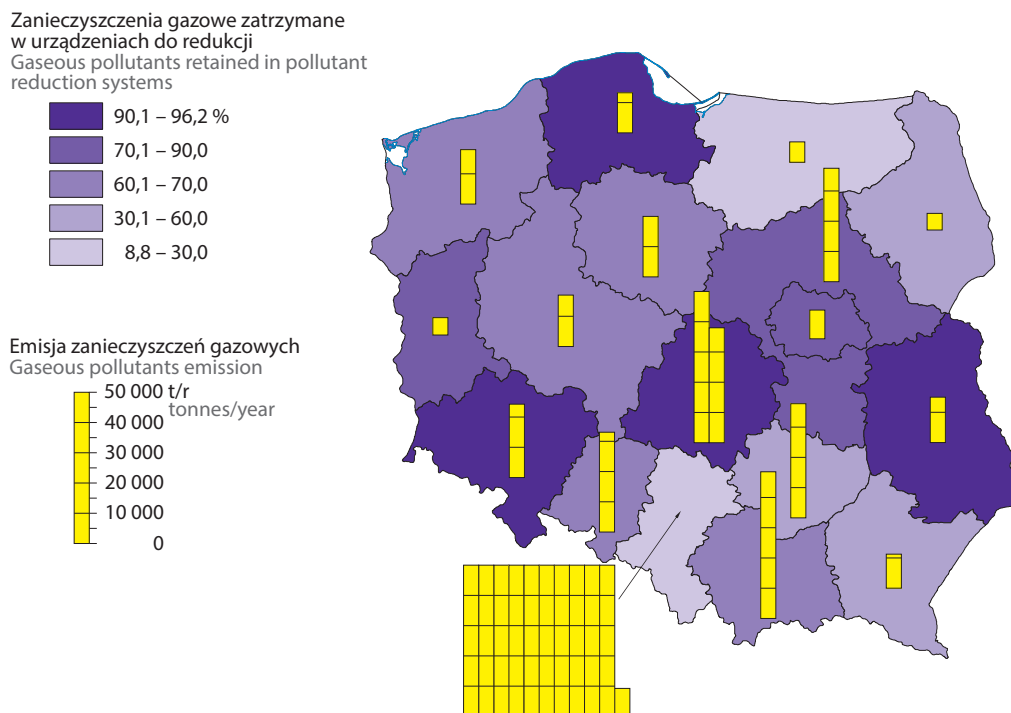 Zanieczyszczenia gazowe zatrzymane
w urządzeniach do redukcji
Gaseous pollutants retained in pollutant
reduction systems
90,1 – 96,2 %
70,1 – 90,0
60,1 – 70,0
30,1 – 60,0
8,8 – 30,0
Emisja zanieczyszczeń gazowych
Gaseous pollutants emission
50 000 t/r
tonnes/year
40 000
30 000
20 000
10 000
0